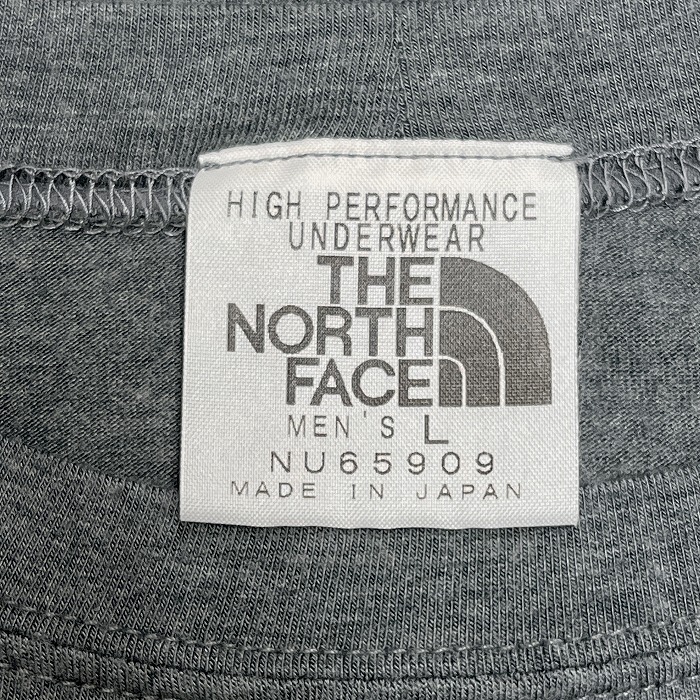 HIGH PERFORMANCE
UNDERWEAR
THE
NORTH
FACE
MEN'S L
NU65909
MADE IN JAPAN